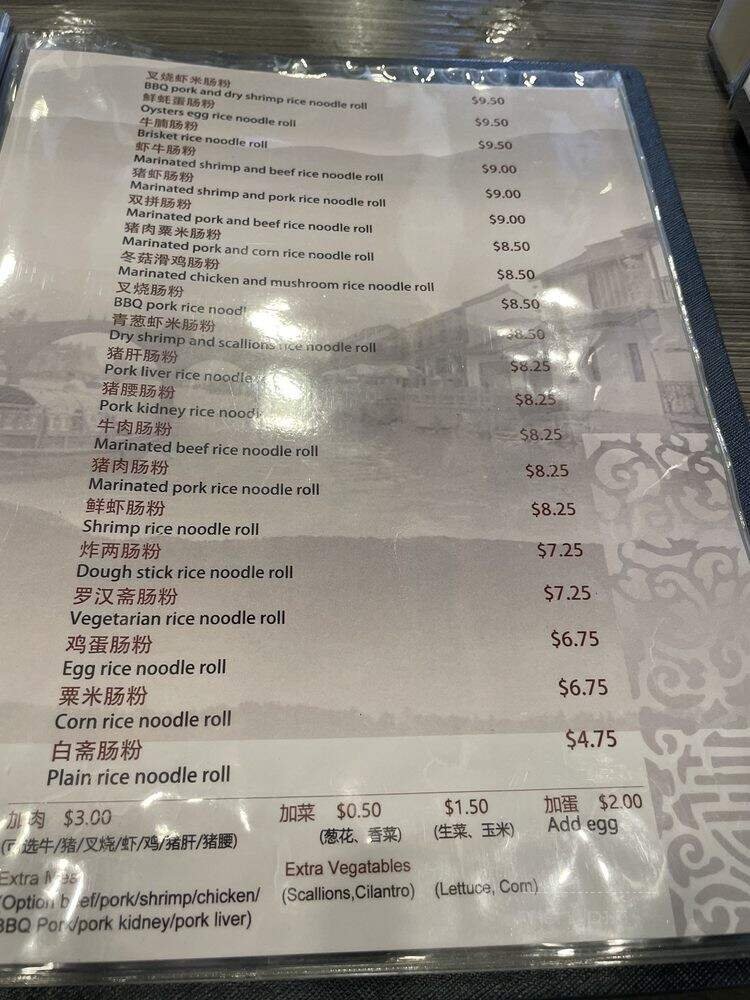 叉烧虾米肠粉
BBQ pork and dry shrimp rice noodle roll $9.50
鲜蚝蛋肠粉
Oysters egg rice noodle roll $9.50
牛腩肠粉
Brisket rice noodle roll $9.50
虾牛肠粉
Marinated shrimp and beef rice noodle roll $9.00
猪虾肠粉
Marinated shrimp and pork rice noodle roll $9.00
双拼肠粉
Marinated pork and beef rice noodle roll $9.00
猪肉粟米肠粉
Marinated pork and corn rice noodle roll $8.50
冬菇滑鸡肠粉
Marinated chicken and mushroom rice noodle roll $8.50
叉烧肠粉
BBQ pork rice $8.50
青葱虾米肠粉
Dry shrimp and scallions rice noodle roll $8.50
猪肝肠粉
Pork liver rice noodle $8.25
猪腰肠粉
Pork kidney rice $8.25
牛肉肠粉
Marinated beef rice noodle roll $8.25
猪肉肠粉
Marinated pork rice noodle roll $8.25
鲜虾肠粉
Shrimp rice noodle roll $8.25
炸两肠粉
Dough stick rice noodle roll $7.25
罗汉斋肠粉
Vegetarian rice noodle roll $7.25
鸡蛋肠粉
Egg rice noodle roll $6.75
粟米肠粉
Corn rice noodle roll $6.75
白斋肠粉
Plain rice noodle roll $4.75
加肉 $3.00 加菜 $0.50 $1.50 加蛋 $2.00
(可选牛/猪/叉烧/虾/鸡/猪肝/猪腰) (葱花、香菜) (生菜、玉米) Add egg
Extra Extra Vegatables
(Option beef/pork/shrimp/chicken/ (Scallions,Cilantro) (Lettuce, Corn)
BBQ Pork/pork kidney/pork liver)